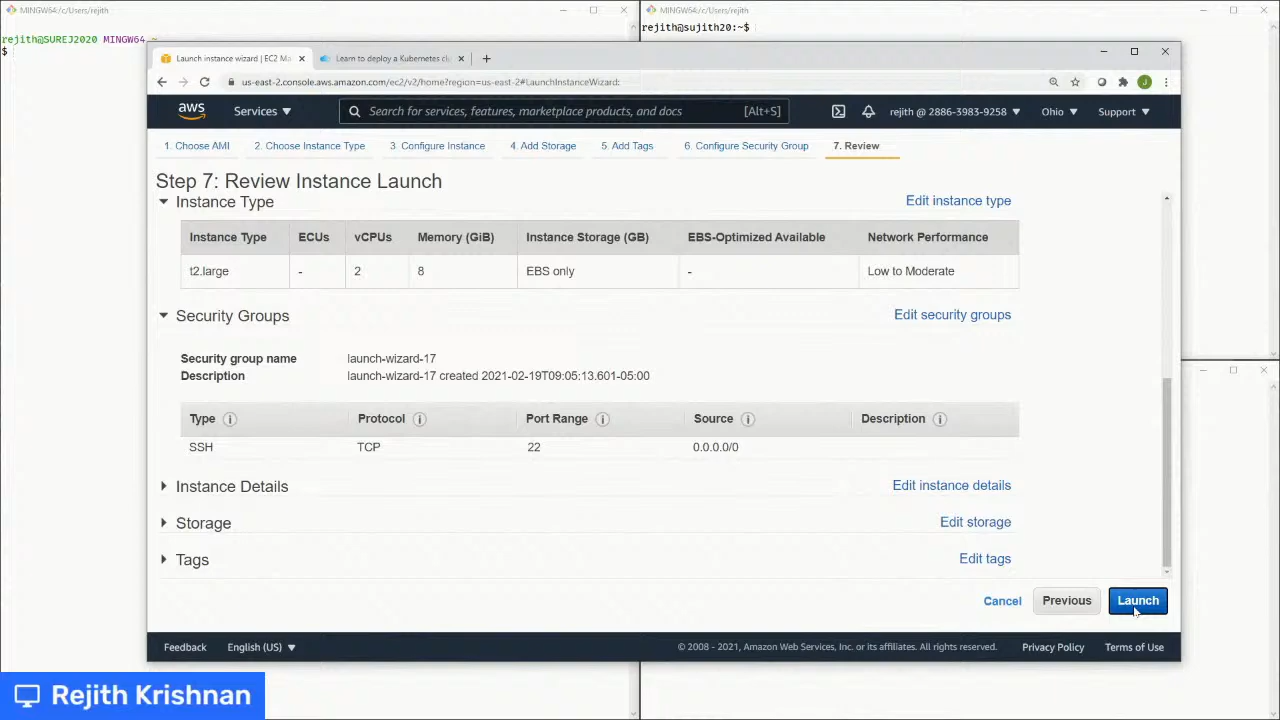 MINGW64:/c/Users/rejith
MINGW64:/c/Users/rejith
rejith@SUREJ2020 MINGW64 ~
$
rejith@sujith20:~$
Launch instance wizard | EC2 Ma
Learn to deploy a Kubernetes cl
us-east-2.console.aws.amazon.com/ec2/v2/home?region=us-east-2#LaunchInstanceWizard:
aws
Services
Search for services, features, marketplace products, and docs
[Alt+S]
rejith @ 2886-3983-9258
Ohio
Support
1. Choose AMI
2. Choose Instance Type
3. Configure Instance
4. Add Storage
5. Add Tags
6. Configure Security Group
7. Review
Step 7: Review Instance Launch
Instance Type
Edit instance type
Instance Type ECUs vCPUs Memory (GiB) Instance Storage (GB) EBS-Optimized Available Network Performance
t2.large - 2 8 EBS only - Low to Moderate
Security Groups
Edit security groups
Security group name launch-wizard-17
Description launch-wizard-17 created 2021-02-19T09:05:13.601-05:00
Type Protocol Port Range Source Description
SSH TCP 22 0.0.0.0/0
Instance Details
Edit instance details
Storage
Edit storage
Tags
Edit tags
Cancel
Previous
Launch
Feedback
English (US)
© 2008 - 2021, Amazon Web Services, Inc. or its affiliates. All rights reserved.
Privacy Policy
Terms of Use
Rejith Krishnan